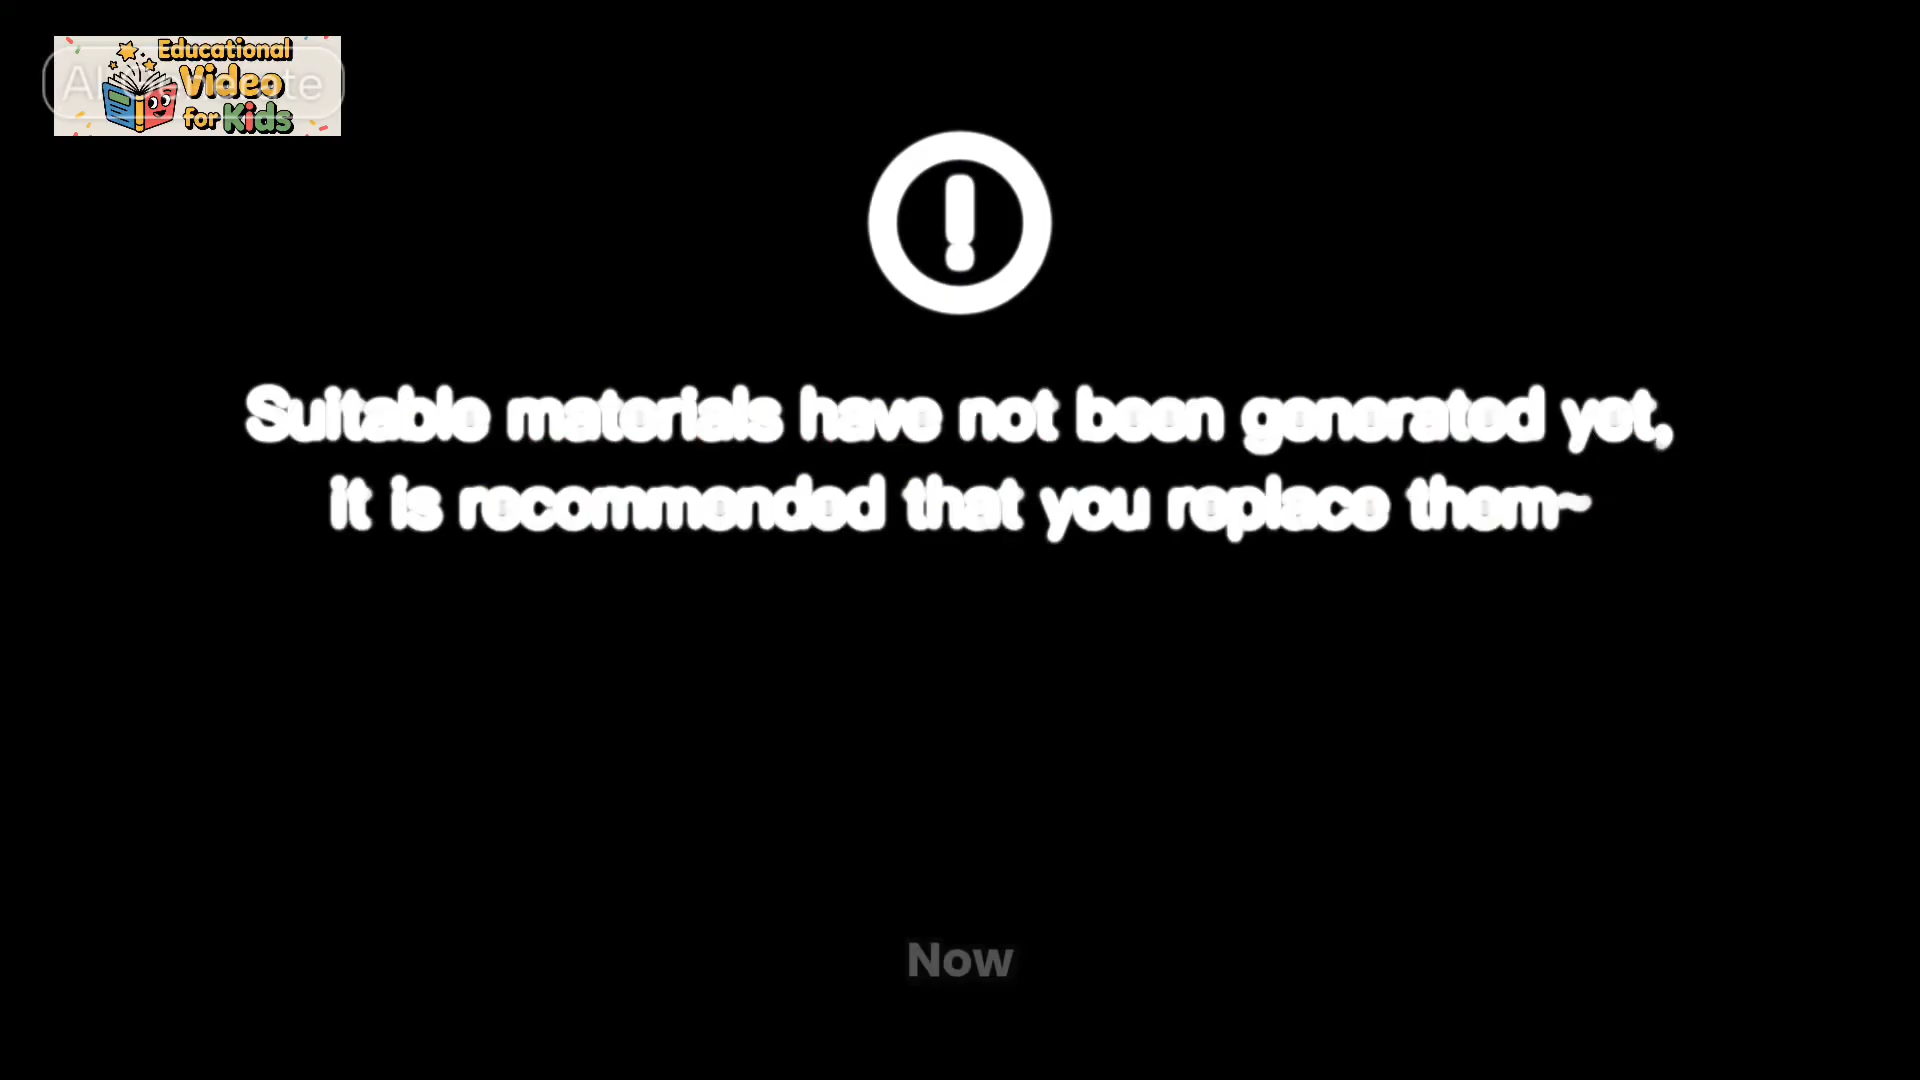 Educational
Video
for Kids
Suitable materials have not been generated yet,
it is recommended that you replace them~
Now